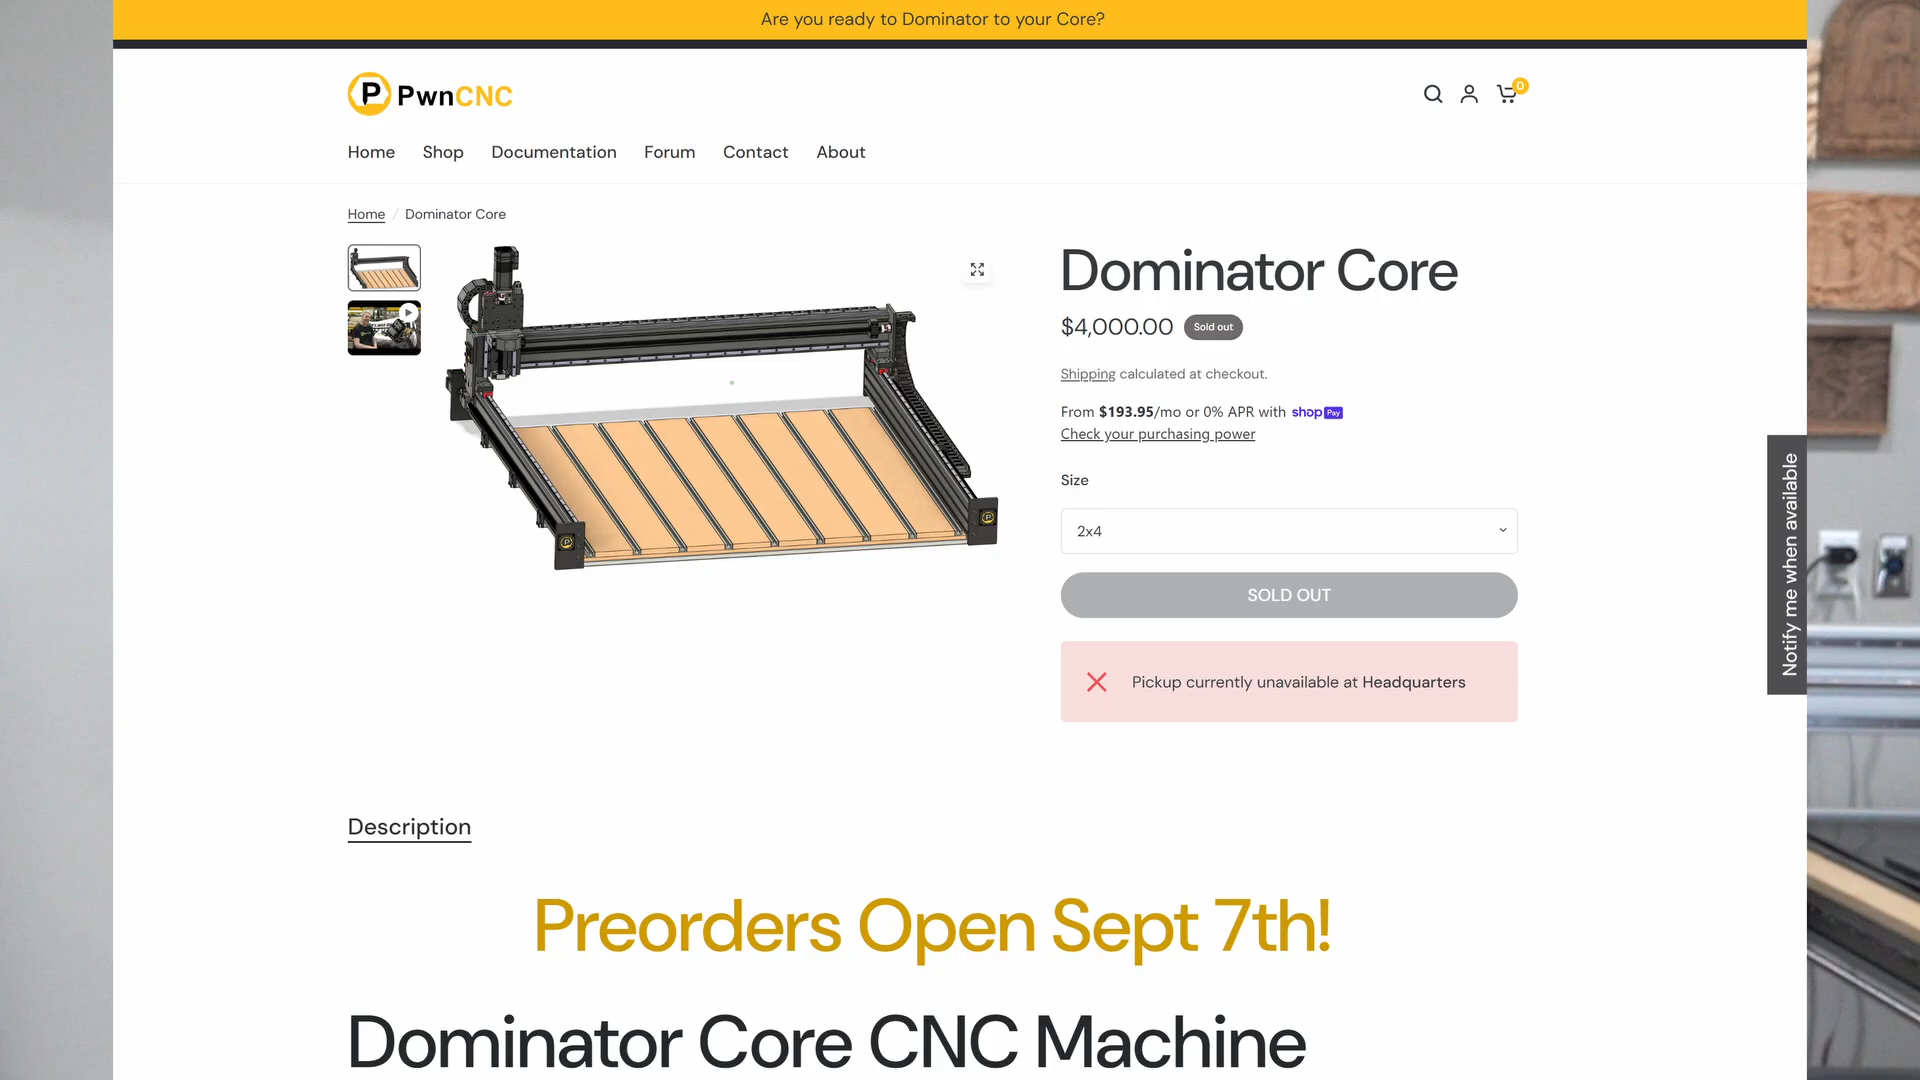 Are you ready to Dominator to your Core?
P PwnCNC
0
Home Shop Documentation Forum Contact About
Home / Dominator Core
Dominator Core
$4,000.00 Sold out
Shipping calculated at checkout.
From $193.95/mo or 0% APR with shop Pay
Check your purchasing power
Size
2x4
SOLD OUT
Pickup currently unavailable at Headquarters
Notify me when available
Description
Preorders Open Sept 7th!
Dominator Core CNC Machine